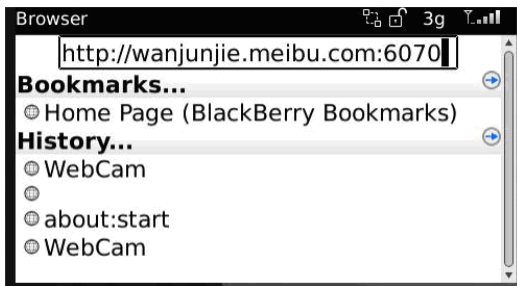 Browser 3g
http://wanjunjie.meibu.com:6070
Bookmarks...
Home Page (BlackBerry Bookmarks)
History...
WebCam
about:start
WebCam